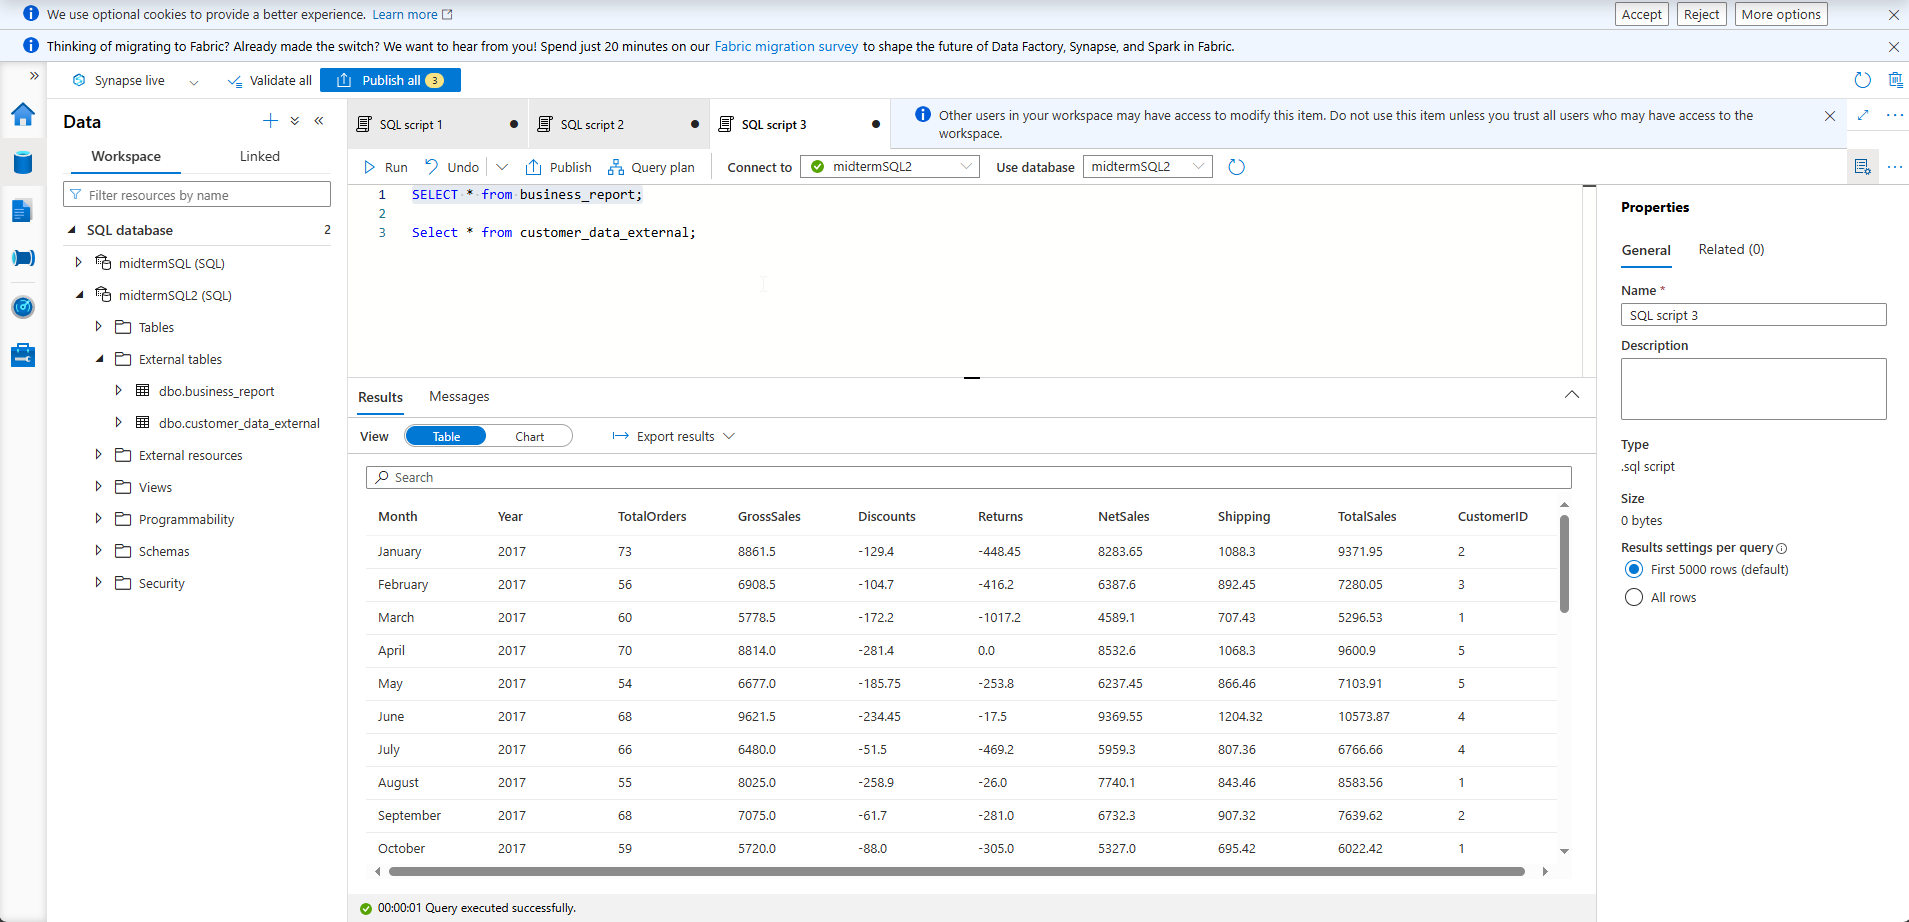 We use optional cookies to provide a better experience. Learn more
Accept Reject More options
Thinking of migrating to Fabric? Already made the switch? We want to hear from you! Spend just 20 minutes on our Fabric migration survey to shape the future of Data Factory, Synapse, and Spark in Fabric.
Synapse live Validate all Publish all 3
Data
Workspace Linked
Filter resources by name
SQL database 2
midtermSQL (SQL)
midtermSQL2 (SQL)
Tables
External tables
dbo.business_report
dbo.customer_data_external
External resources
Views
Programmability
Schemas
Security
SQL script 1 SQL script 2 SQL script 3
Other users in your workspace may have access to modify this item. Do not use this item unless you trust all users who may have access to the
workspace.
Run Undo Publish Query plan Connect to midtermSQL2 Use database midtermSQL2
1 SELECT * from business_report;
2
3 Select * from customer_data_external;
Results Messages
View Table Chart Export results
Search
Month Year TotalOrders GrossSales Discounts Returns NetSales Shipping TotalSales CustomerID
January 2017 73 8861.5 -129.4 -448.45 8283.65 1088.3 9371.95 2
February 2017 56 6908.5 -104.7 -416.2 6387.6 892.45 7280.05 3
March 2017 60 5778.5 -172.2 -1017.2 4589.1 707.43 5296.53 1
April 2017 70 8814.0 -281.4 0.0 8532.6 1068.3 9600.9 5
May 2017 54 6677.0 -185.75 -253.8 6237.45 866.46 7103.91 5
June 2017 68 9621.5 -234.45 -17.5 9369.55 1204.32 10573.87 4
July 2017 66 6480.0 -51.5 -469.2 5959.3 807.36 6766.66 4
August 2017 55 8025.0 -258.9 -26.0 7740.1 843.46 8583.56 1
September 2017 68 7075.0 -61.7 -281.0 6732.3 907.32 7639.62 2
October 2017 59 5720.0 -88.0 -305.0 5327.0 695.42 6022.42 1
00:00:01 Query executed successfully.
Properties
General Related (0)
Name *
SQL script 3
Description
Type
.sql script
Size
0 bytes
Results settings per query
First 5000 rows (default)
All rows